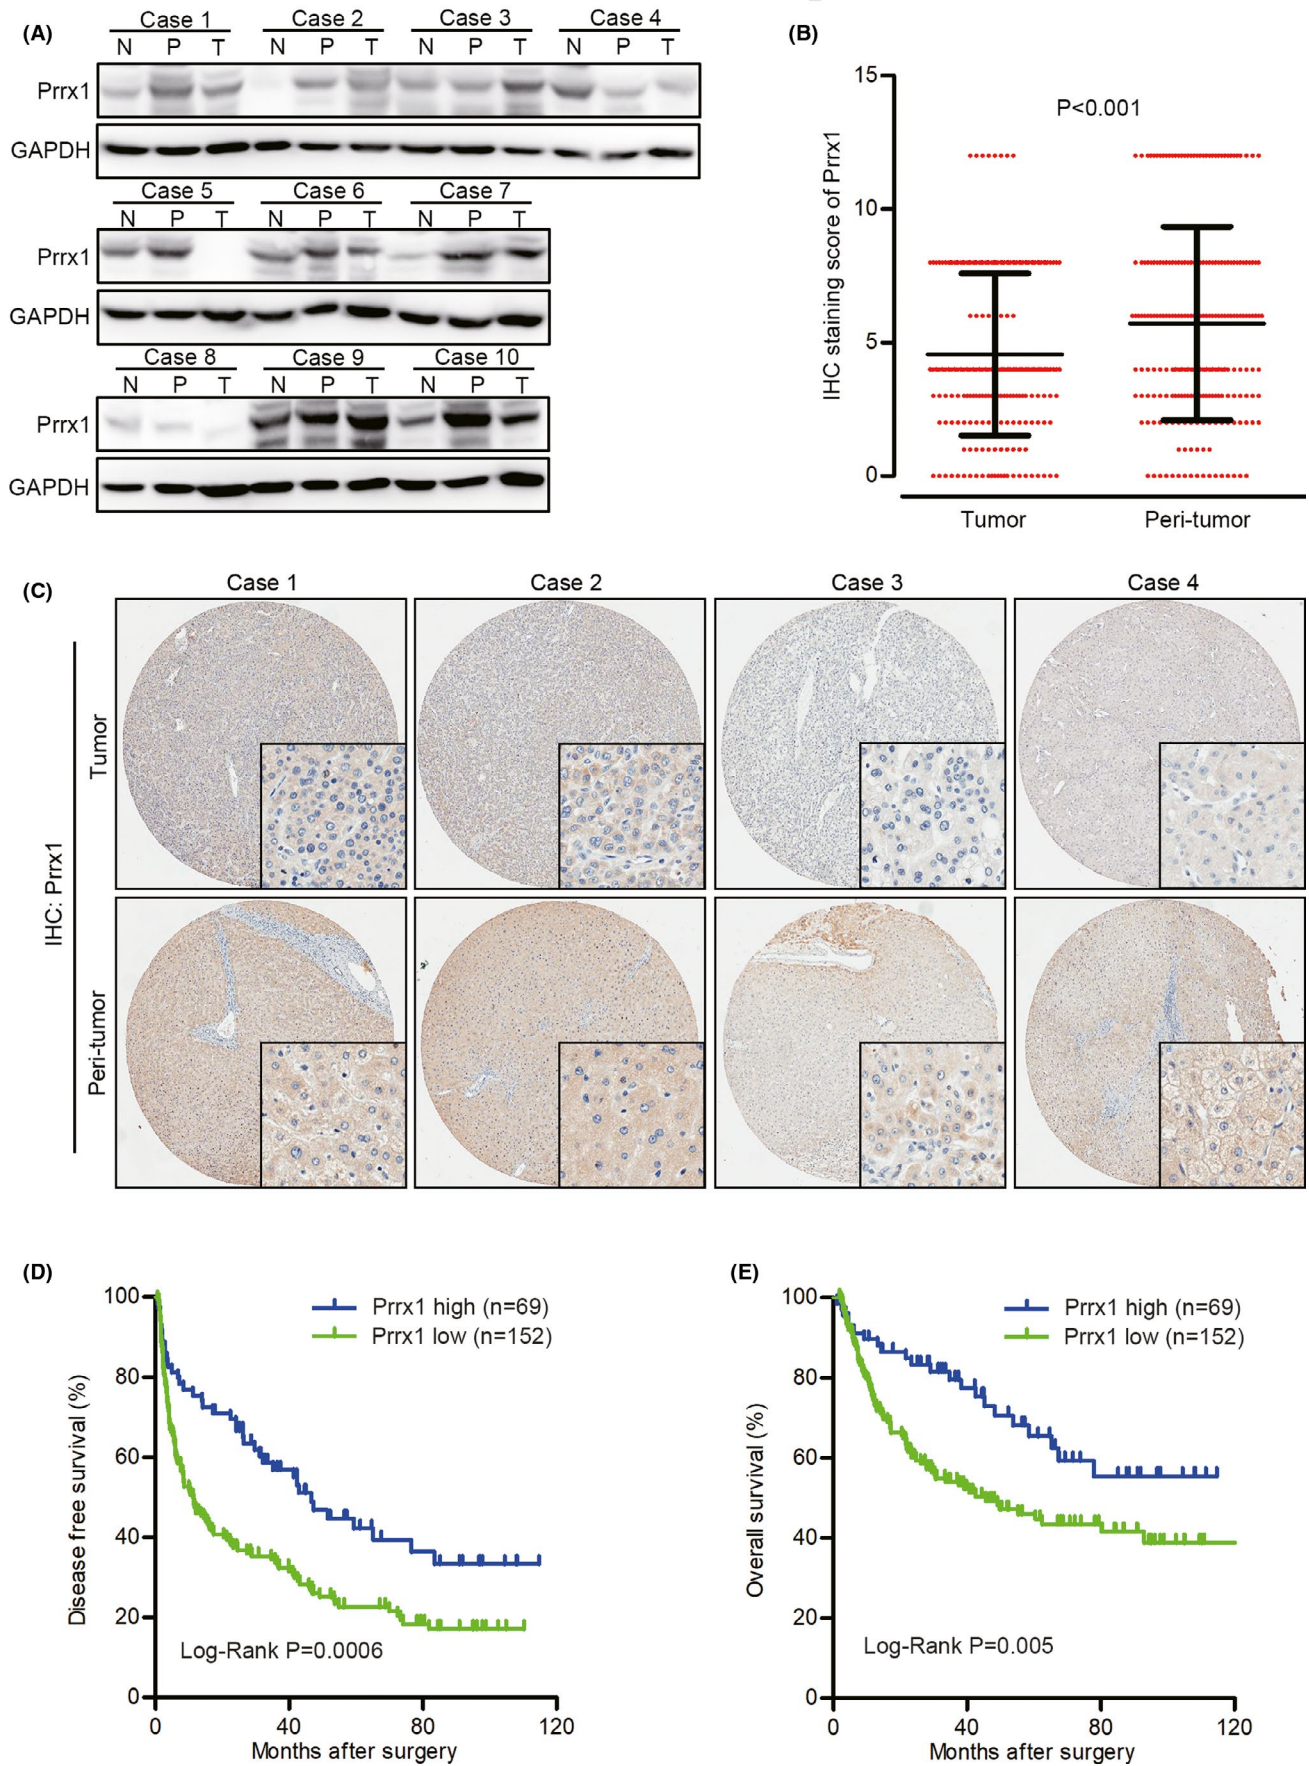 (A)
Case 1 Case 2 Case 3 Case 4
N P T N P T N P T N P T
Prrx1
GAPDH
Case 5 Case 6 Case 7
N P T N P T N P T
Prrx1
GAPDH
Case 8 Case 9 Case 10
N P T N P T N P T
Prrx1
GAPDH
(B)
IHC staining score of Prrx1
15
10
5
0
P<0.001
Tumor Peri-tumor
(C)
Case 1 Case 2 Case 3 Case 4
IHC: Prrx1
Tumor
Peri-tumor
(D)
Disease free survival (%)
100
80
60
40
20
0
Prrx1 high (n=69)
Prrx1 low (n=152)
Log-Rank P=0.0006
0 40 80 120
Months after surgery
(E)
Overall survival (%)
100
80
60
40
20
0
Prrx1 high (n=69)
Prrx1 low (n=152)
Log-Rank P=0.005
0 40 80 120
Months after surgery